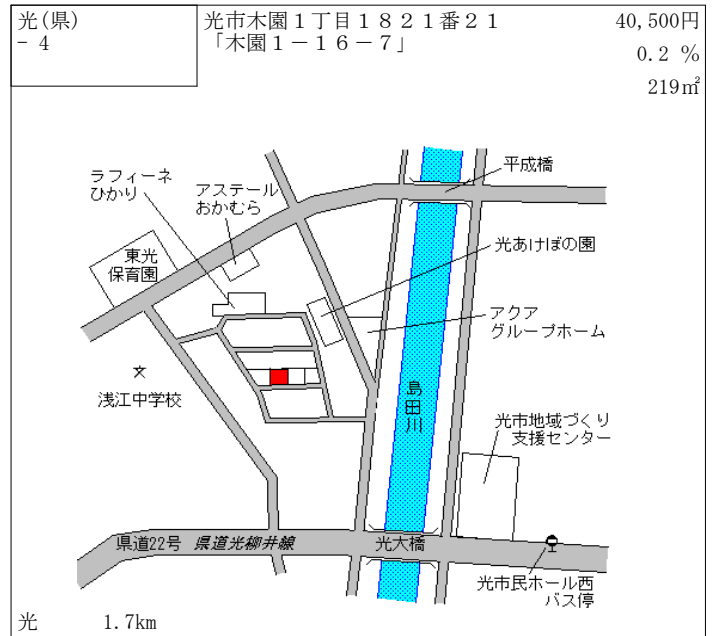 光(県)
- 4
光市木園１丁目１８２１番２１
「木園１－１６－７」
40,500円
0.2 %
219㎡
平成橋
ラフィーネ
ひかり
アステール
おかむら
東光
保育園
光あけぼの園
アクア
グループホーム
文
浅江中学校
島田川
光市地域づくり
支援センター
県道22号 県道光柳井線
光大橋
光市民ホール西
バス停
光 1.7km